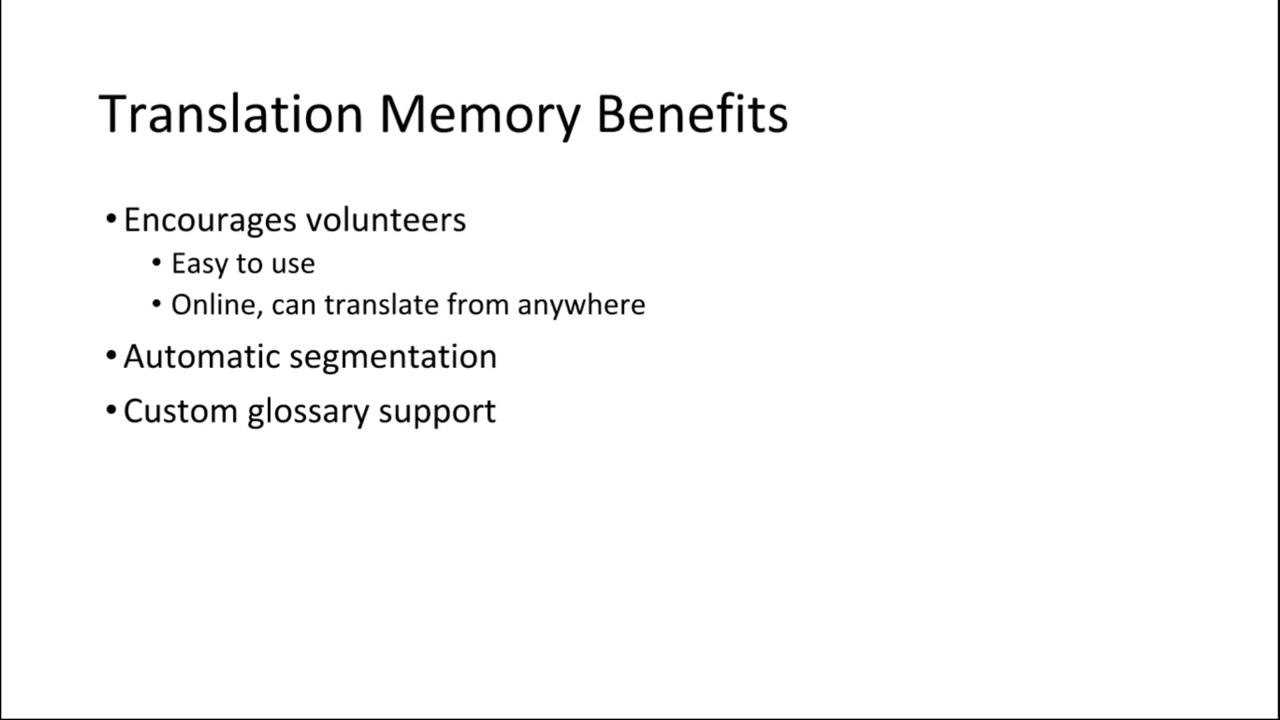 Translation Memory Benefits
• Encourages volunteers
• Easy to use
• Online, can translate from anywhere
• Automatic segmentation
• Custom glossary support